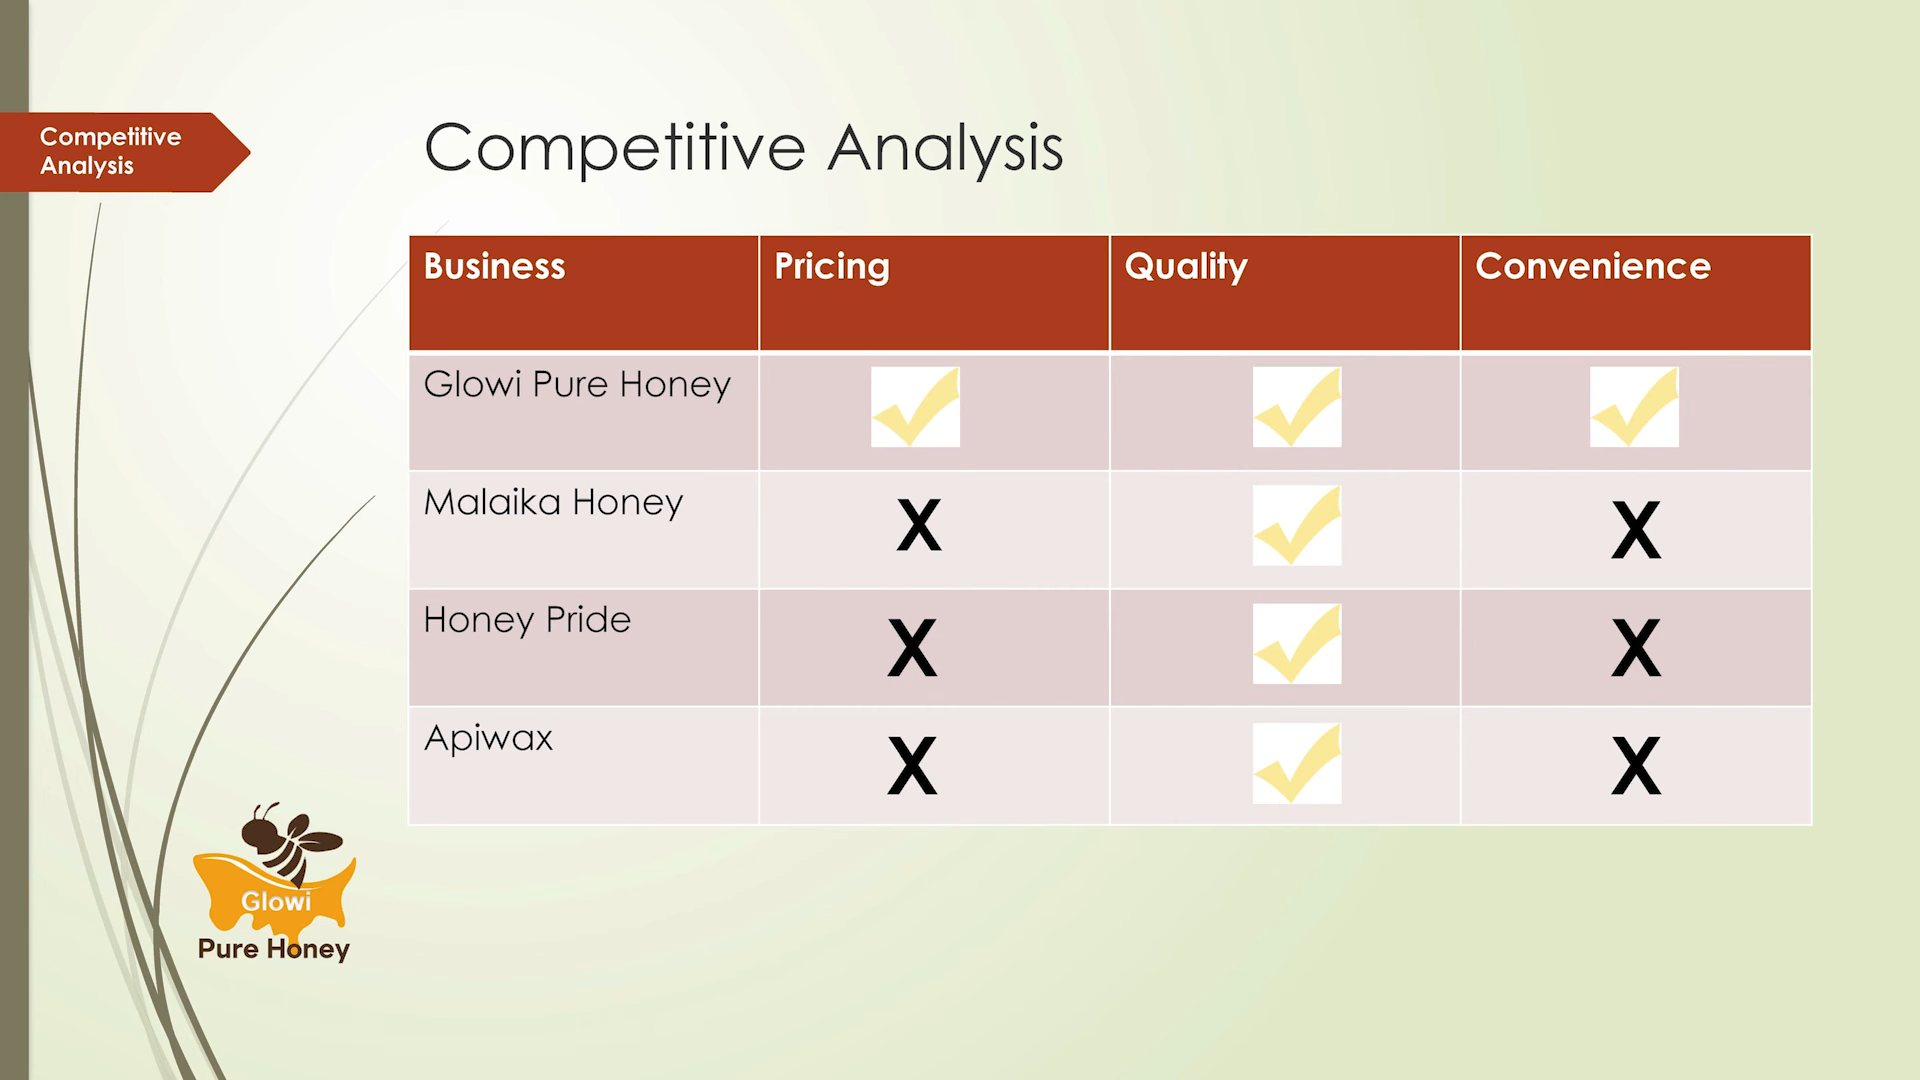 Competitive
Analysis
Competitive Analysis
Business Pricing Quality Convenience
Glowi Pure Honey
Malaika Honey X X
Honey Pride X X
Apiwax X X
Glowi
Pure Honey